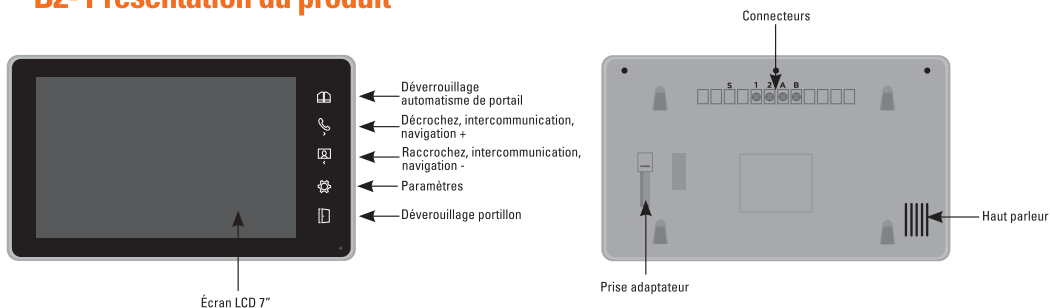 B2- Présentation du produit
Déverrouillage
automatisme de portail
Décrochez, intercommunication,
navigation +
Raccrochez, intercommunication,
navigation -
Paramètres
Déverouillage portillon
Écran LCD 7”
Connecteurs
S 1 2 A B
Haut parleur
Prise adaptateur